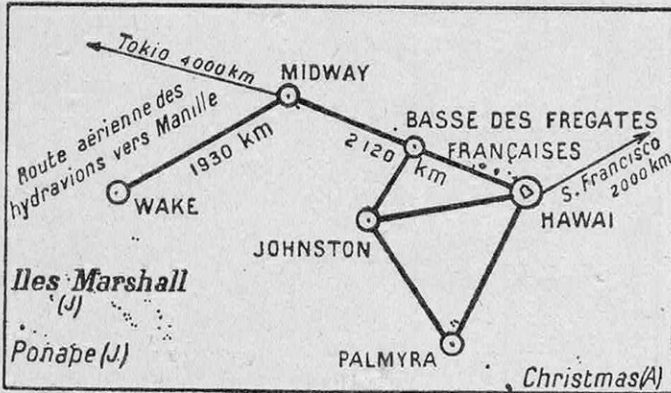 Tokio 4000 km
MIDWAY
Route aérienne des
hydravions vers Manille
1930 km
2120 km
BASSE DES FREGATES
FRANÇAISES
S. Francisco
2000 km
WAKE
HAWAI
JOHNSTON
Iles Marshall
(J)
Ponape (J.)
PALMYRA
Christmas (A)